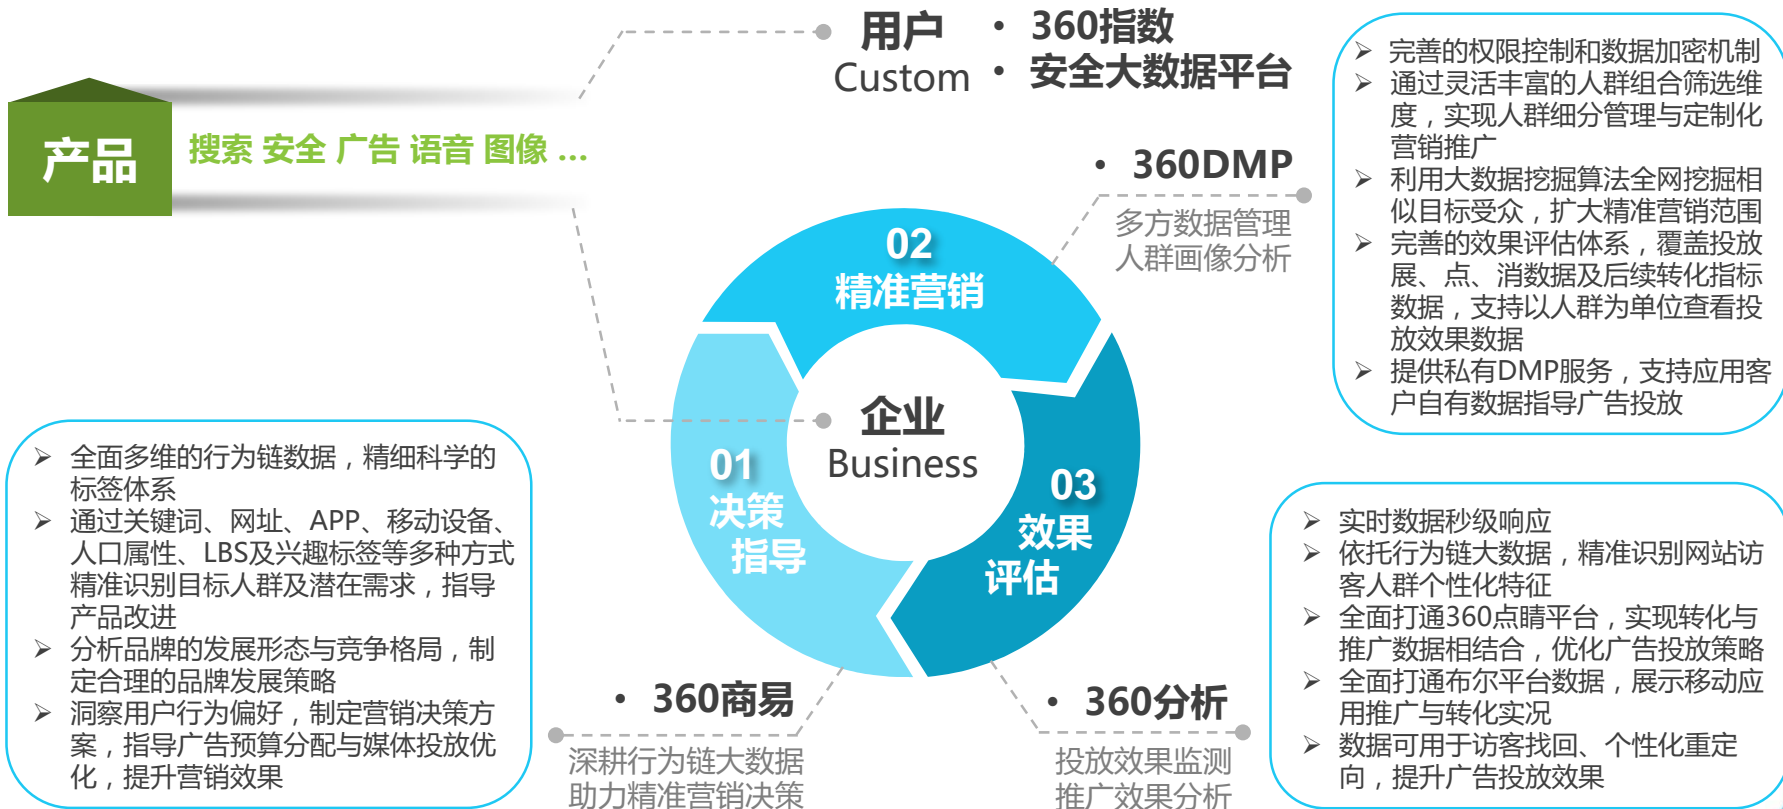 产品
搜索 安全 广告 语音 图像 ...
用户
Custom
• 360指数
• 安全大数据平台
• 360DMP
多方数据管理
人群画像分析
➢ 完善的权限控制和数据加密机制
➢ 通过灵活丰富的人群组合筛选维
度，实现人群细分管理与定制化
营销推广
➢ 利用大数据挖掘算法全网挖掘相
似目标受众，扩大精准营销范围
➢ 完善的效果评估体系，覆盖投放
展、点、消数据及后续转化指标
数据，支持以人群为单位查看投
放效果数据
➢ 提供私有DMP服务，支持应用客
户自有数据指导广告投放
02
精准营销
企业
Business
01
决策
指导
03
效果
评估
➢ 全面多维的行为链数据，精细科学的
标签体系
➢ 通过关键词、网址、APP、移动设备、
人口属性、LBS及兴趣标签等多种方式
精准识别目标人群及潜在需求，指导
产品改进
➢ 分析品牌的发展形态与竞争格局，制
定合理的品牌发展策略
➢ 洞察用户行为偏好，制定营销决策方
案，指导广告预算分配与媒体投放优
化，提升营销效果
• 360商易
深耕行为链大数据
助力精准营销决策
• 360分析
投放效果监测
推广效果分析
➢ 实时数据秒级响应
➢ 依托行为链大数据，精准识别网站访
客人群个性化特征
➢ 全面打通360点睛平台，实现转化与
推广数据相结合，优化广告投放策略
➢ 全面打通布尔平台数据，展示移动应
用推广与转化实况
➢ 数据可用于访客找回、个性化重定
向，提升广告投放效果